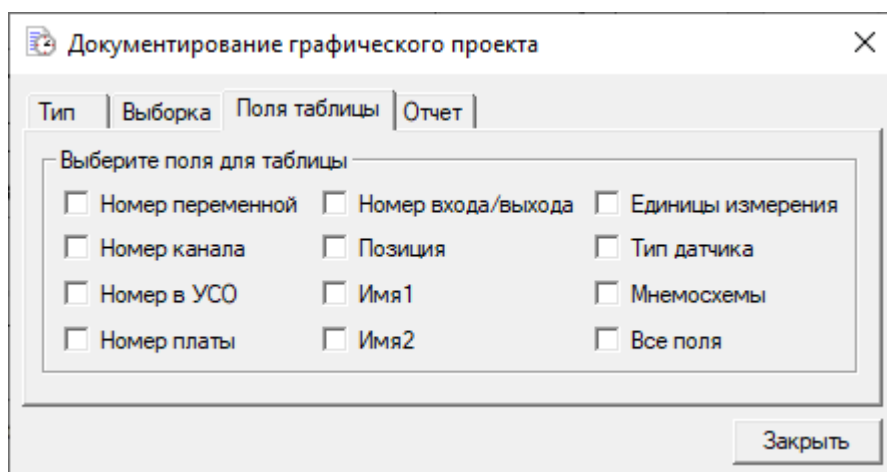 Документирование графического проекта
Тип Выборка Поля таблицы Отчет
Выберите поля для таблицы
Номер переменной Номер входа/выхода Единицы измерения
Номер канала Позиция Тип датчика
Номер в УСО Имя1 Мнемосхемы
Номер платы Имя2 Все поля
Закрыть